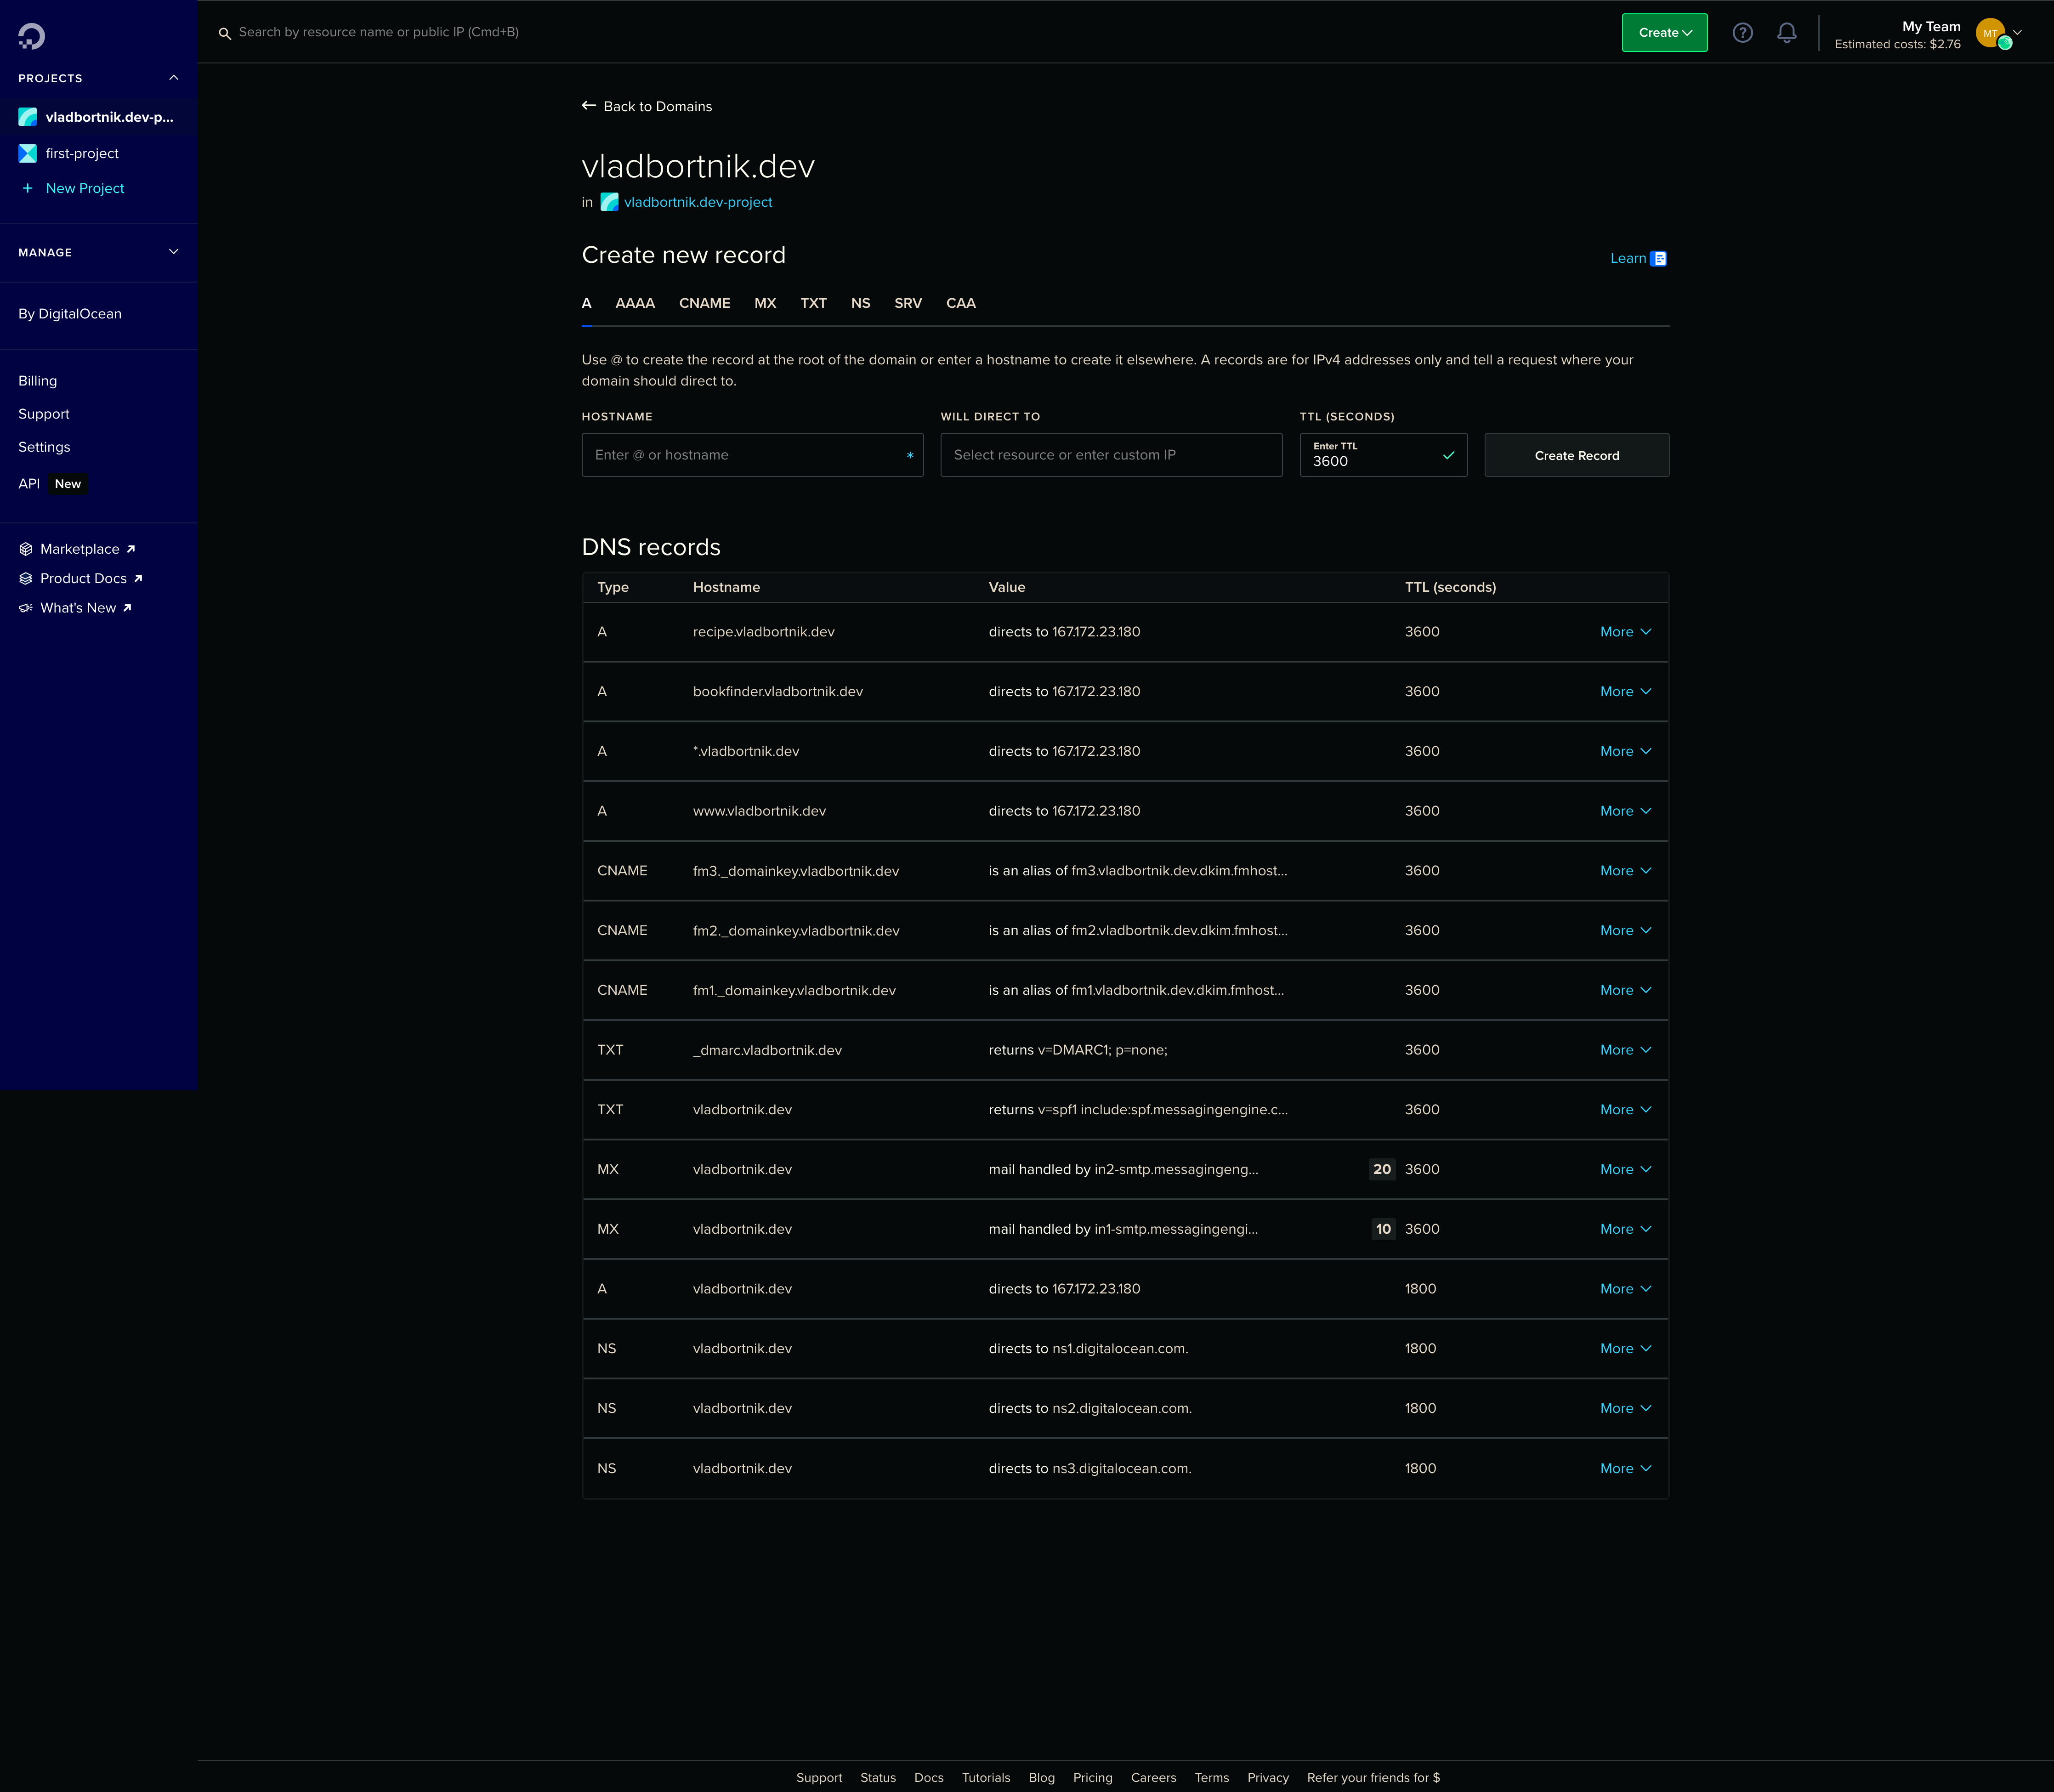 Search by resource name or public IP (Cmd+B)
Create
My Team
Estimated costs: $2.76
MT
PROJECTS
vladbortnik.dev-p...
first-project
+ New Project
MANAGE
By DigitalOcean
Billing
Support
Settings
API New
Marketplace
Product Docs
What's New
Back to Domains
vladbortnik.dev
in vladbortnik.dev-project
Create new record
Learn
A AAAA CNAME MX TXT NS SRV CAA
Use @ to create the record at the root of the domain or enter a hostname to create it elsewhere. A records are for IPv4 addresses only and tell a request where your
domain should direct to.
HOSTNAME WILL DIRECT TO TTL (SECONDS)
Enter @ or hostname *
Select resource or enter custom IP
Enter TTL
3600
Create Record
DNS records
Type Hostname Value TTL (seconds)
A recipe.vladbortnik.dev directs to 167.172.23.180 3600 More
A bookfinder.vladbortnik.dev directs to 167.172.23.180 3600 More
A *.vladbortnik.dev directs to 167.172.23.180 3600 More
A www.vladbortnik.dev directs to 167.172.23.180 3600 More
CNAME fm3._domainkey.vladbortnik.dev is an alias of fm3.vladbortnik.dev.dkim.fmhost... 3600 More
CNAME fm2._domainkey.vladbortnik.dev is an alias of fm2.vladbortnik.dev.dkim.fmhost... 3600 More
CNAME fm1._domainkey.vladbortnik.dev is an alias of fm1.vladbortnik.dev.dkim.fmhost... 3600 More
TXT _dmarc.vladbortnik.dev returns v=DMARC1; p=none; 3600 More
TXT vladbortnik.dev returns v=spf1 include:spf.messagingengine.c... 3600 More
MX vladbortnik.dev mail handled by in2-smtp.messagingeng... 20 3600 More
MX vladbortnik.dev mail handled by in1-smtp.messagingengi... 10 3600 More
A vladbortnik.dev directs to 167.172.23.180 1800 More
NS vladbortnik.dev directs to ns1.digitalocean.com. 1800 More
NS vladbortnik.dev directs to ns2.digitalocean.com. 1800 More
NS vladbortnik.dev directs to ns3.digitalocean.com. 1800 More
Support Status Docs Tutorials Blog Pricing Careers Terms Privacy Refer your friends for $